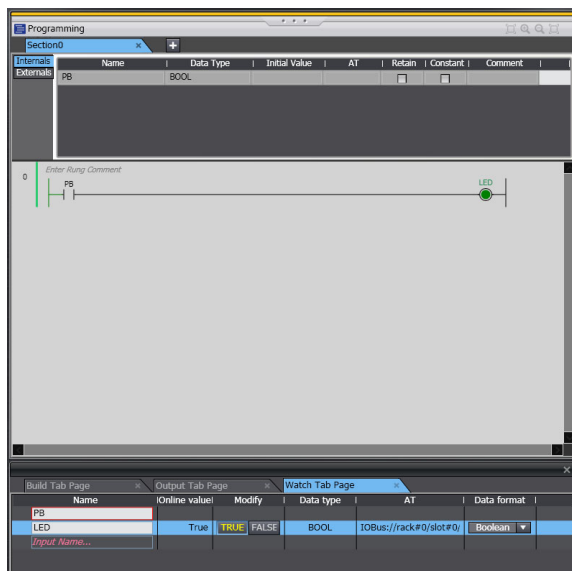 Programming
Section0 ×
Internals
Externals
Name Data Type Initial Value AT Retain Constant Comment
PB BOOL
Enter Rung Comment
0
PB LED
Build Tab Page × Output Tab Page × Watch Tab Page ×
Name Online value Modify Data type AT Data format
PB
LED True TRUE FALSE BOOL IOBus://rack#0/slot#0/ Boolean
Input Name...